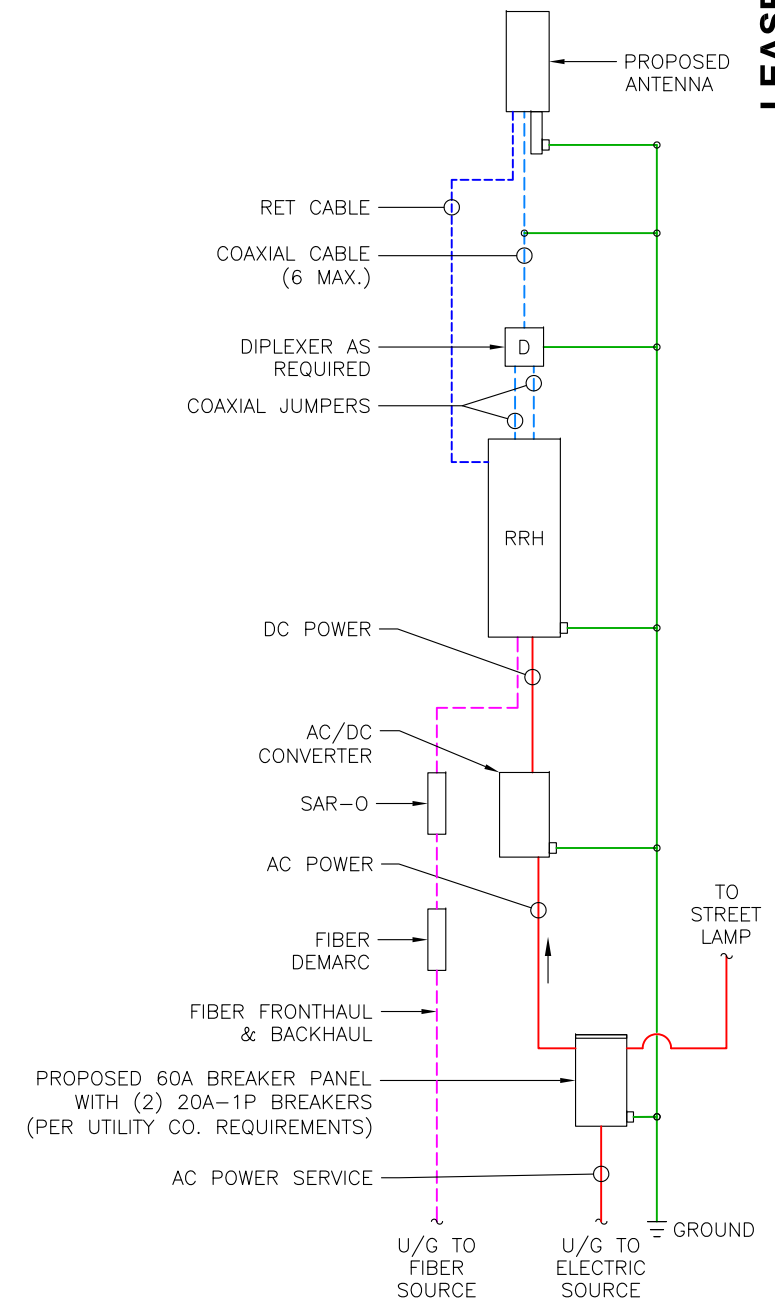 PROPOSED
ANTENNA
RET CABLE
COAXIAL CABLE
(6 MAX.)
DIPLEXER AS
REQUIRED
D
COAXIAL JUMPERS
RRH
DC POWER
AC/DC
CONVERTER
SAR-O
AC POWER
TO
STREET
LAMP
FIBER
DEMARC
FIBER FRONTHAUL
& BACKHAUL
PROPOSED 60A BREAKER PANEL
WITH (2) 20A-1P BREAKERS
(PER UTILITY CO. REQUIREMENTS)
AC POWER SERVICE
GROUND
U/G TO
FIBER
SOURCE
U/G TO
ELECTRIC
SOURCE